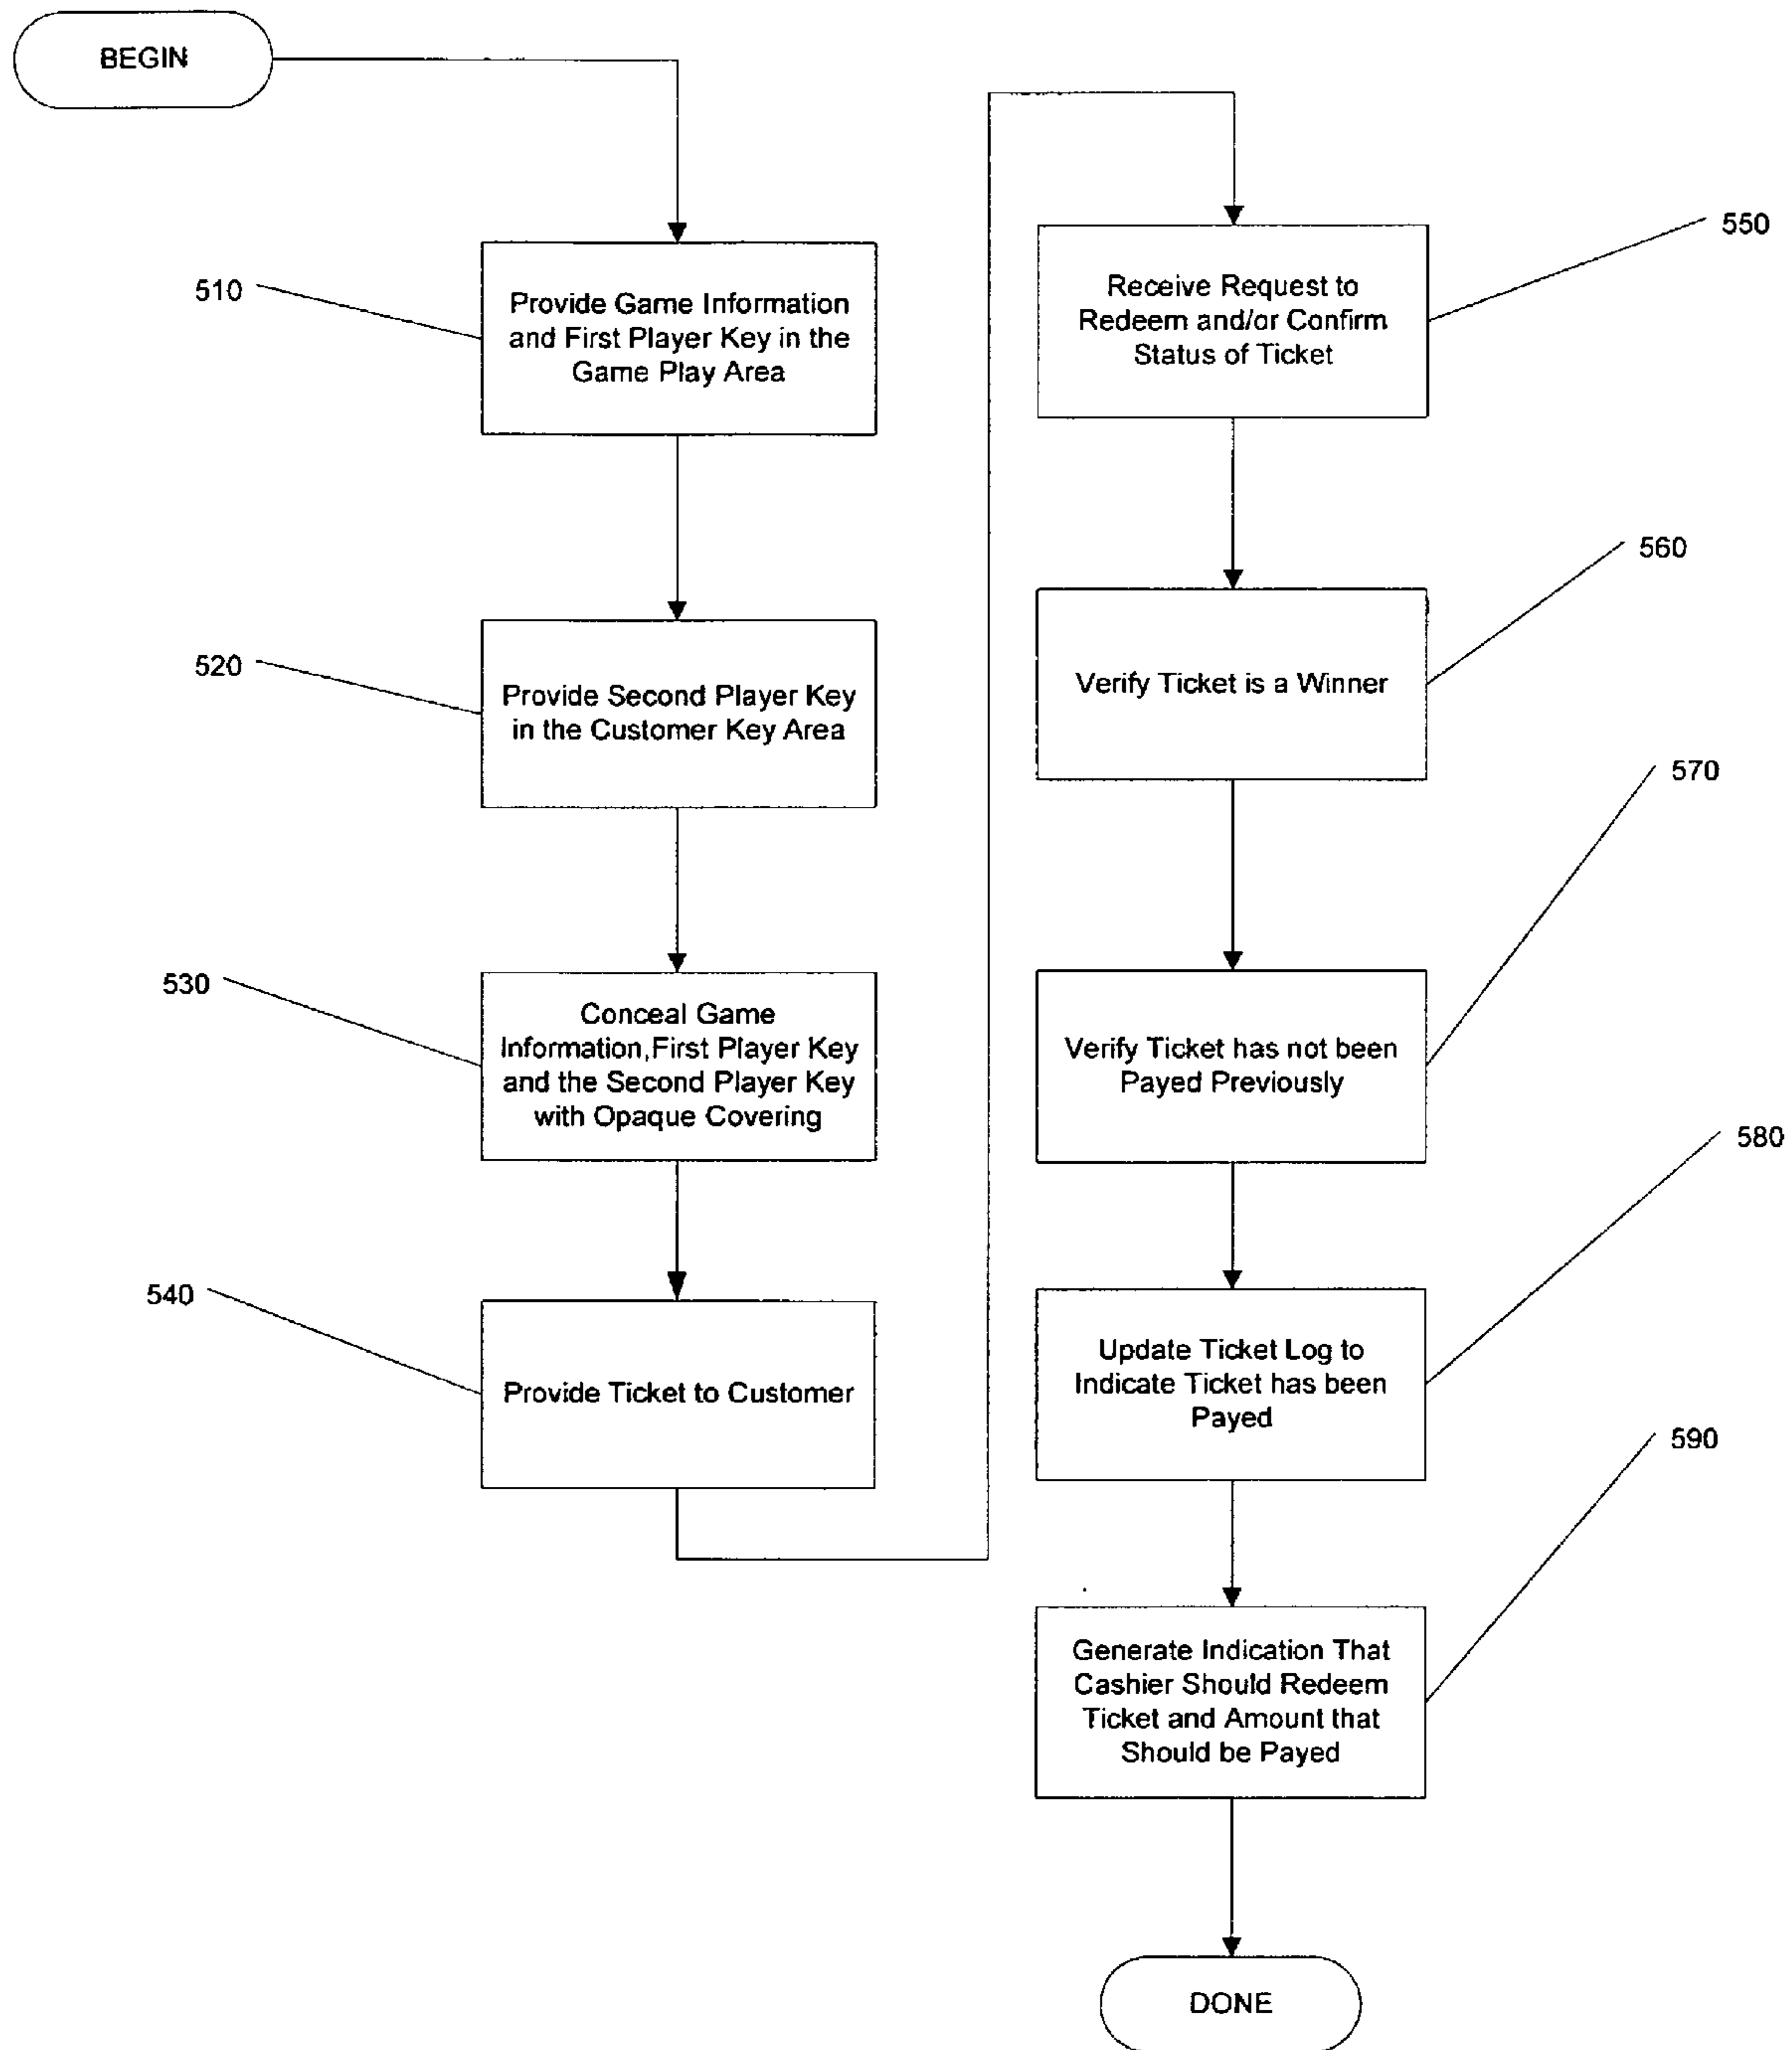 BEGIN
510
Provide Game Information
and First Player Key in the
Game Play Area
520
Provide Second Player Key
in the Customer Key Area
530
Conceal Game
Information,First Player Key
and the Second Player Key
with Opaque Covering
540
Provide Ticket to Customer
550
Receive Request to
Redeem and/or Confirm
Status of Ticket
560
Verify Ticket is a Winner
570
Verify Ticket has not been
Payed Previously
580
Update Ticket Log to
Indicate Ticket has been
Payed
590
Generate Indication That
Cashier Should Redeem
Ticket and Amount that
Should be Payed
DONE